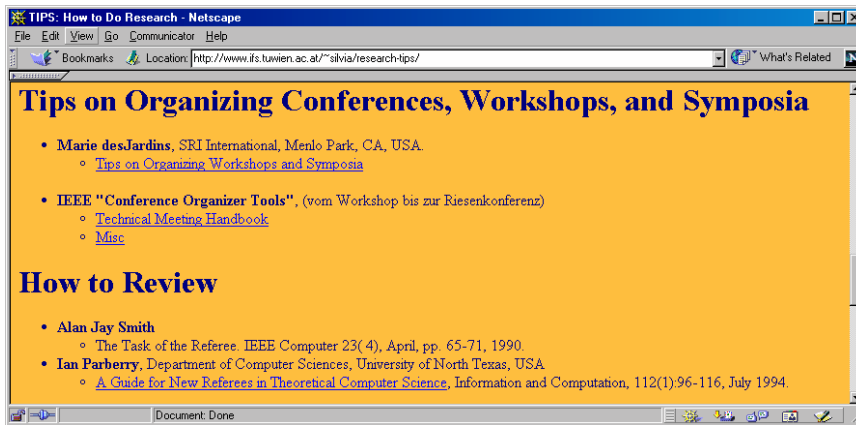 TIPS: How to Do Research - Netscape
File Edit View Go Communicator Help
Bookmarks Location: http://www.ifs.tuwien.ac.at/~silvia/research-tips/ What's Related
Tips on Organizing Conferences, Workshops, and Symposia
Marie desJardins, SRI International, Menlo Park, CA, USA.
Tips on Organizing Workshops and Symposia
IEEE "Conference Organizer Tools", (vom Workshop bis zur Riesenkonferenz)
Technical Meeting Handbook
Misc
How to Review
Alan Jay Smith
The Task of the Referee. IEEE Computer 23( 4), April, pp. 65-71, 1990.
Ian Parberry, Department of Computer Sciences, University of North Texas, USA
A Guide for New Referees in Theoretical Computer Science, Information and Computation, 112(1):96-116, July 1994.
Document: Done